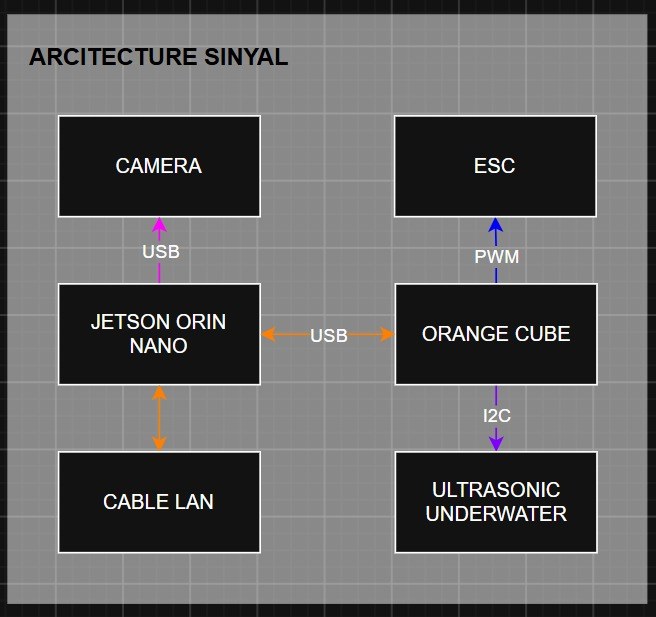 ARCITECTURE SINYAL
CAMERA
ESC
USB
PWM
JETSON ORIN
NANO
USB
ORANGE CUBE
I2C
CABLE LAN
ULTRASONIC
UNDERWATER